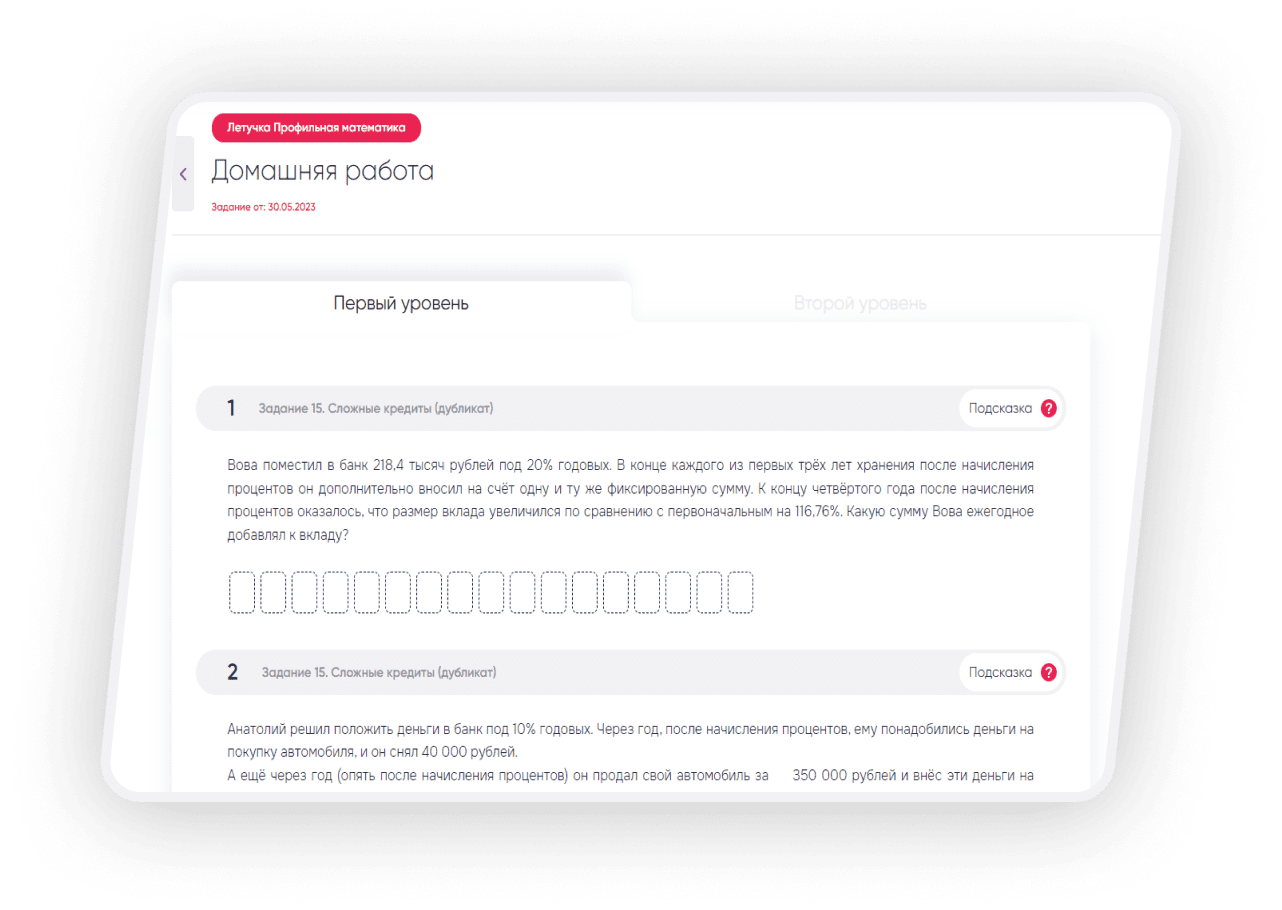 Летучка Профильная математика
Домашняя работа
Задание от: 30.05.2023
Первый уровень
Второй уровень
1 Задание 15. Сложные кредиты (дубликат) Подсказка ?
Вова поместил в банк 218,4 тысяч рублей под 20% годовых. В конце каждого из первых трёх лет хранения после начисления
процентов он дополнительно вносил на счёт одну и ту же фиксированную сумму. К концу четвёртого года после начисления
процентов оказалось, что размер вклада увеличился по сравнению с первоначальным на 116,76%. Какую сумму Вова ежегодное
добавлял к вкладу?
2 Задание 15. Сложные кредиты (дубликат) Подсказка ?
Анатолий решил положить деньги в банк под 10% годовых. Через год, после начисления процентов, ему понадобились деньги на
покупку автомобиля, и он снял 40 000 рублей.
А ещё через год (опять после начисления процентов) он продал свой автомобиль за 350 000 рублей и внёс эти деньги на